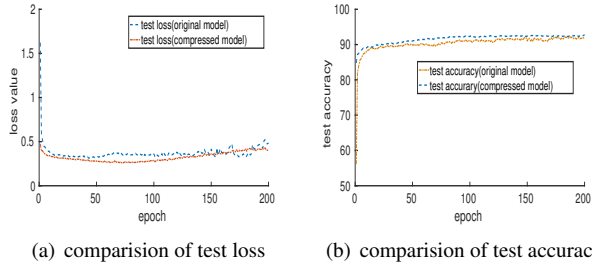 test loss(original model)
test loss(compressed model)
2
1.5
1
0.5
0
loss value
0
50
100
150
200
epoch
(a) comparision of test loss
test accuracy(original model)
test accurary(compressed model)
100
90
80
70
60
50
test accuracy
0
50
100
150
200
epoch
(b) comparision of test accurac